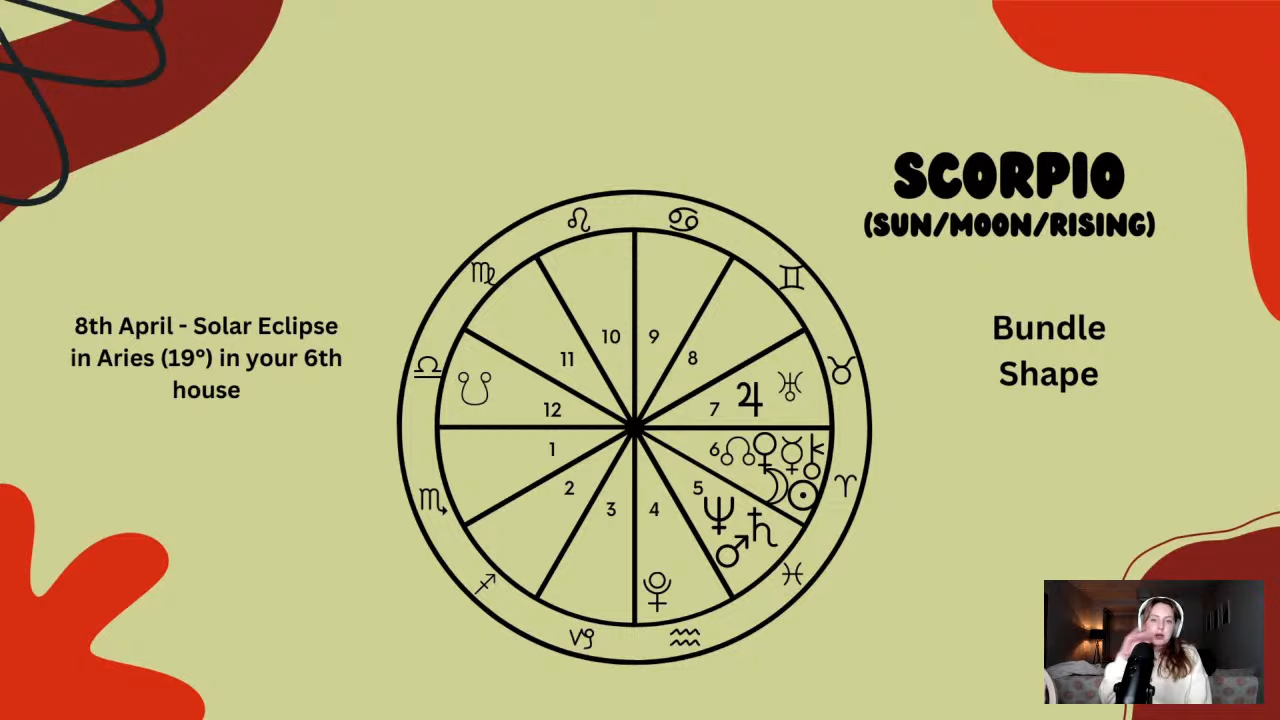 SCORPIO
(SUN/MOON/RISING)
8th April - Solar Eclipse
in Aries (19°) in your 6th
house
Bundle
Shape
♌ ♋
♍ ♊
10 9
11 8
♎ ☋ ♃ ♅ ♉
12 7
1 6 ☊ ♀ ☿ ⚷
2 5 ☽ ☉ ♈
♏ 3 4 ♆ ♄
♂
♐ ♇ ♓
♑ ♒